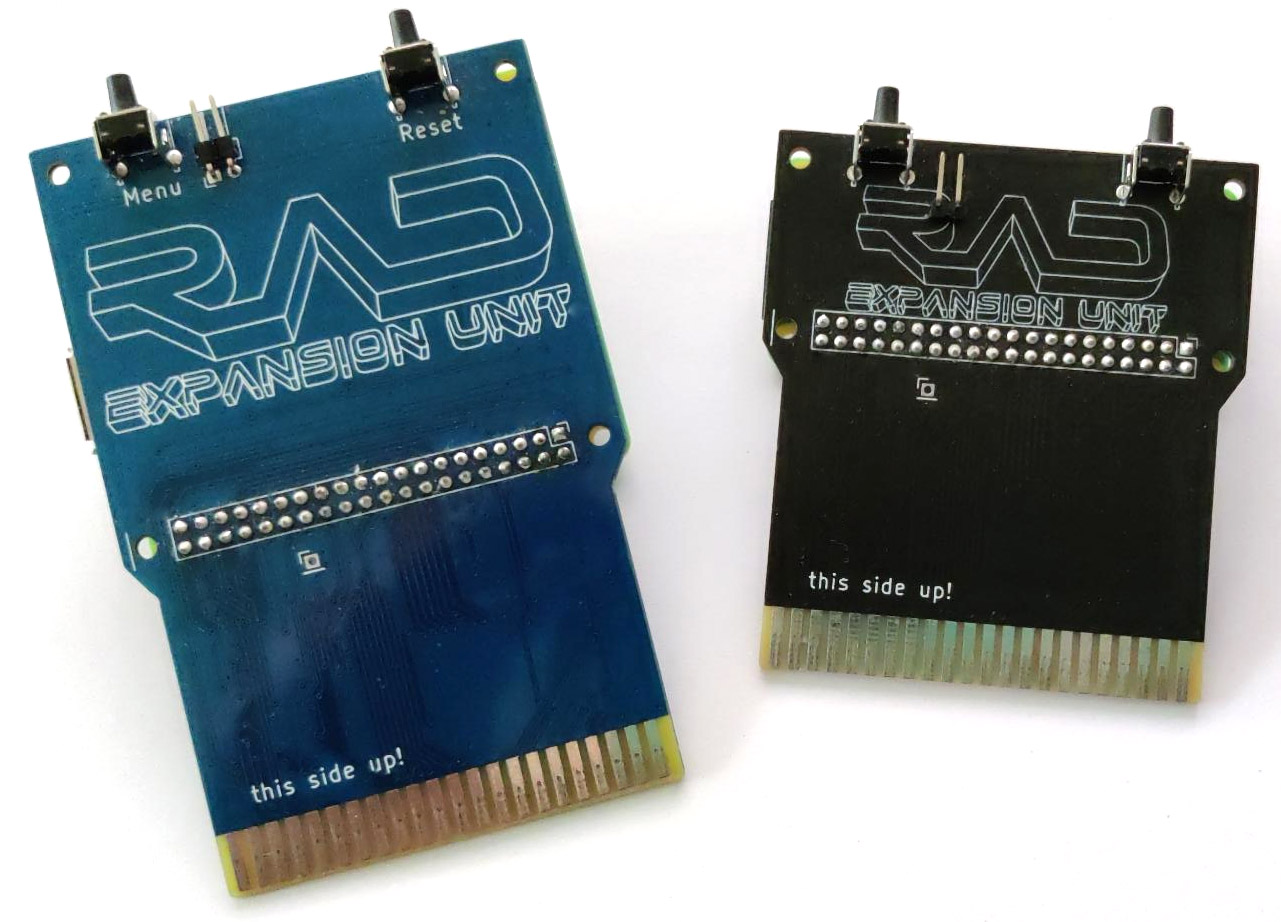 Reset
Menu
RAD
EXPANSION UNIT
this side up!
RAD
EXPANSION UNIT
this side up!